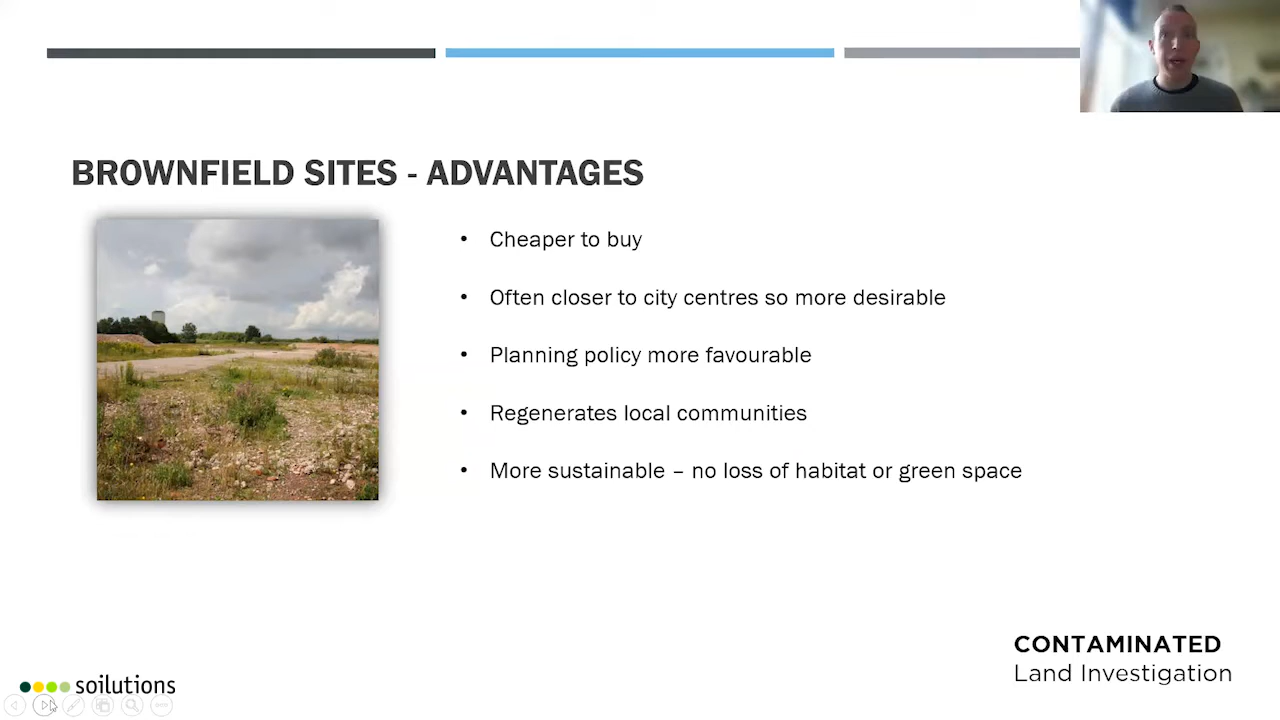 BROWNFIELD SITES - ADVANTAGES
• Cheaper to buy
• Often closer to city centres so more desirable
• Planning policy more favourable
• Regenerates local communities
• More sustainable – no loss of habitat or green space
CONTAMINATED
Land Investigation
soilutions